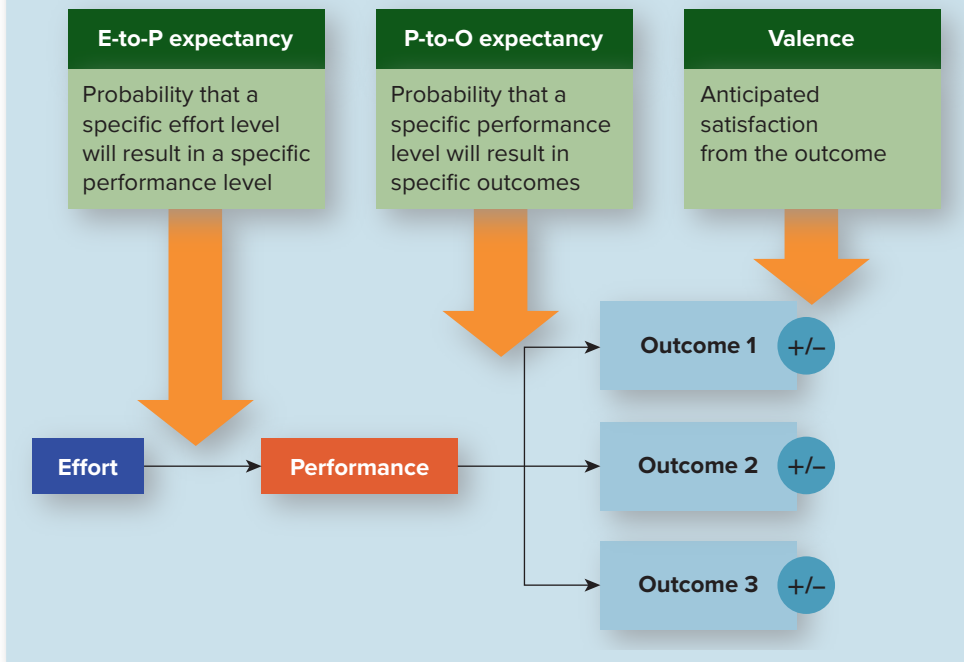 E-to-P expectancy
Probability that a
specific effort level
will result in a specific
performance level
P-to-O expectancy
Probability that a
specific performance
level will result in
specific outcomes
Valence
Anticipated
satisfaction
from the outcome
Effort
Performance
Outcome 1 +/–
Outcome 2 +/–
Outcome 3 +/–